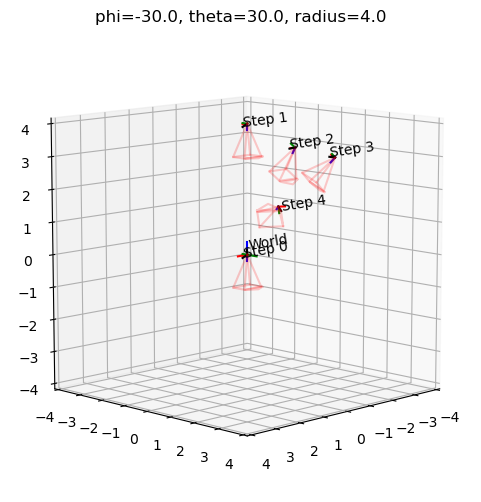 phi=-30.0, theta=30.0, radius=4.0
Step 1
Step 2
Step 3
Step 4
World
Step 0
4
3
2
1
0
−1
−2
−3
−4
−4 −3 −2 −1 0 1 2 3 4
4 3 2 1 0 −1 −2 −3 −4